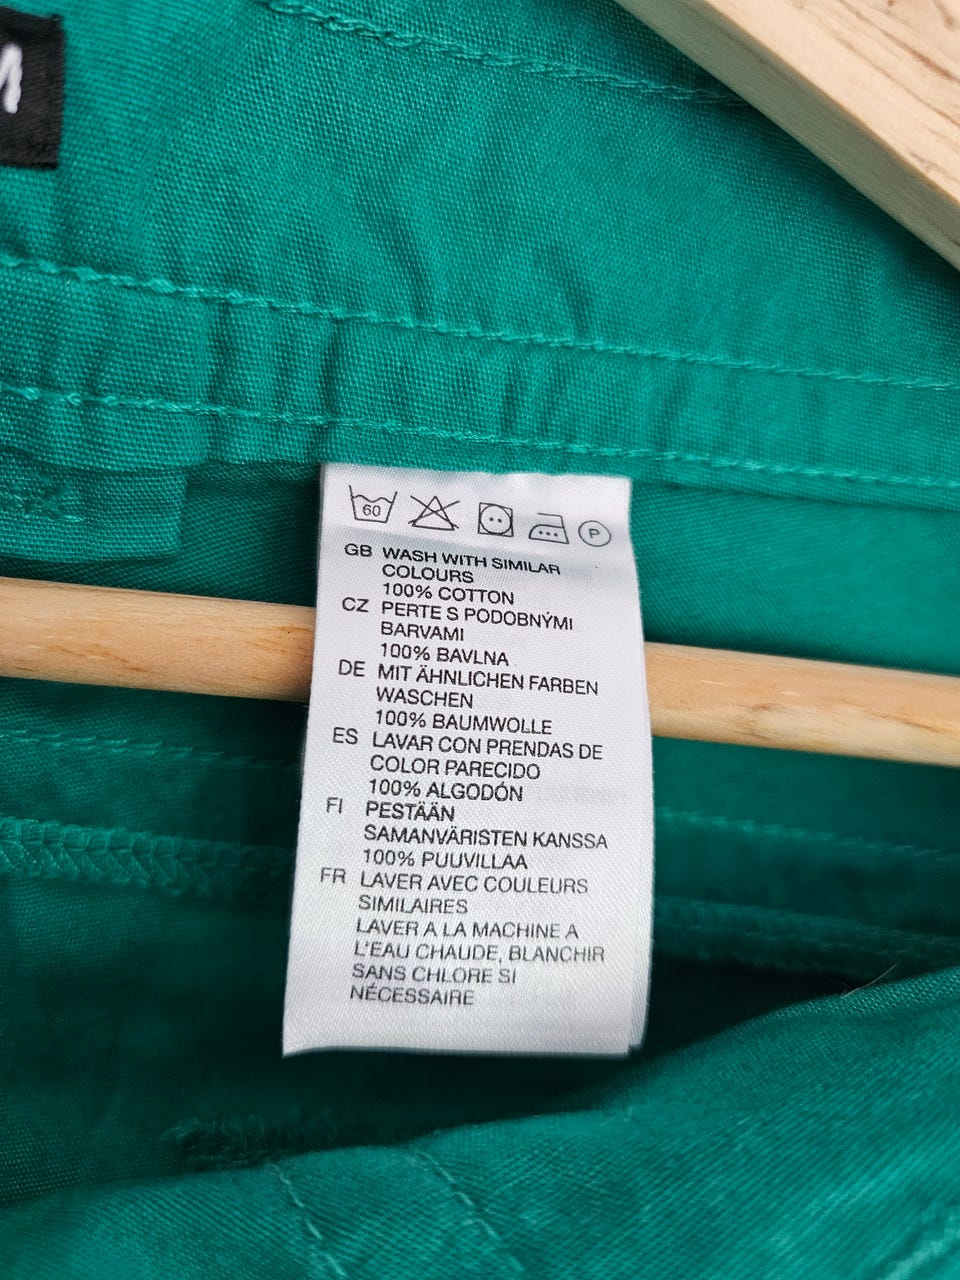 60
P
GB WASH WITH SIMILAR
COLOURS
100% COTTON
CZ PERTE S PODOBNÝMI
BARVAMI
100% BAVLNA
DE MIT ÄHNLICHEN FARBEN
WASCHEN
100% BAUMWOLLE
ES LAVAR CON PRENDAS DE
COLOR PARECIDO
100% ALGODÓN
FI PESTÄÄN
SAMANVÄRISTEN KANSSA
100% PUUVILLAA
FR LAVER AVEC COULEURS
SIMILAIRES
LAVER A LA MACHINE A
L'EAU CHAUDE, BLANCHIR
SANS CHLORE SI
NÉCESSAIRE